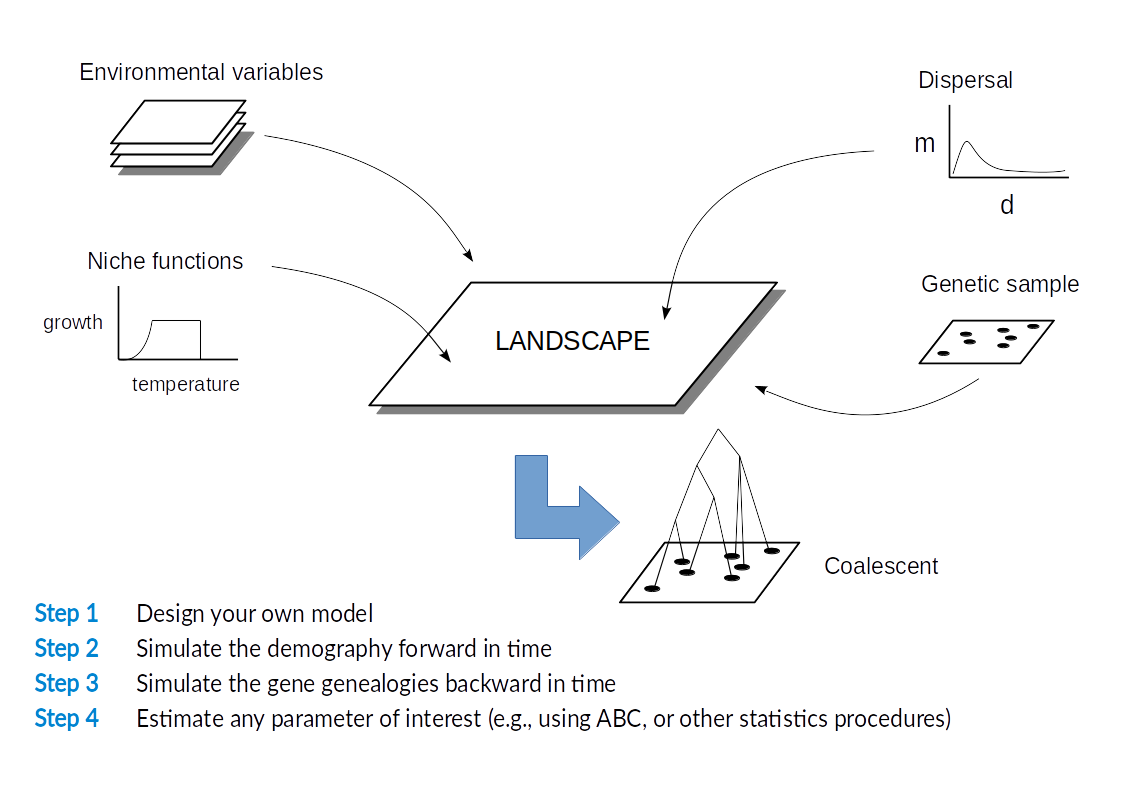 Environmental variables
Dispersal
m
d
Niche functions
growth
temperature
LANDSCAPE
Genetic sample
Coalescent
Step 1 Design your own model
Step 2 Simulate the demography forward in time
Step 3 Simulate the gene genealogies backward in time
Step 4 Estimate any parameter of interest (e.g., using ABC, or other statistics procedures)